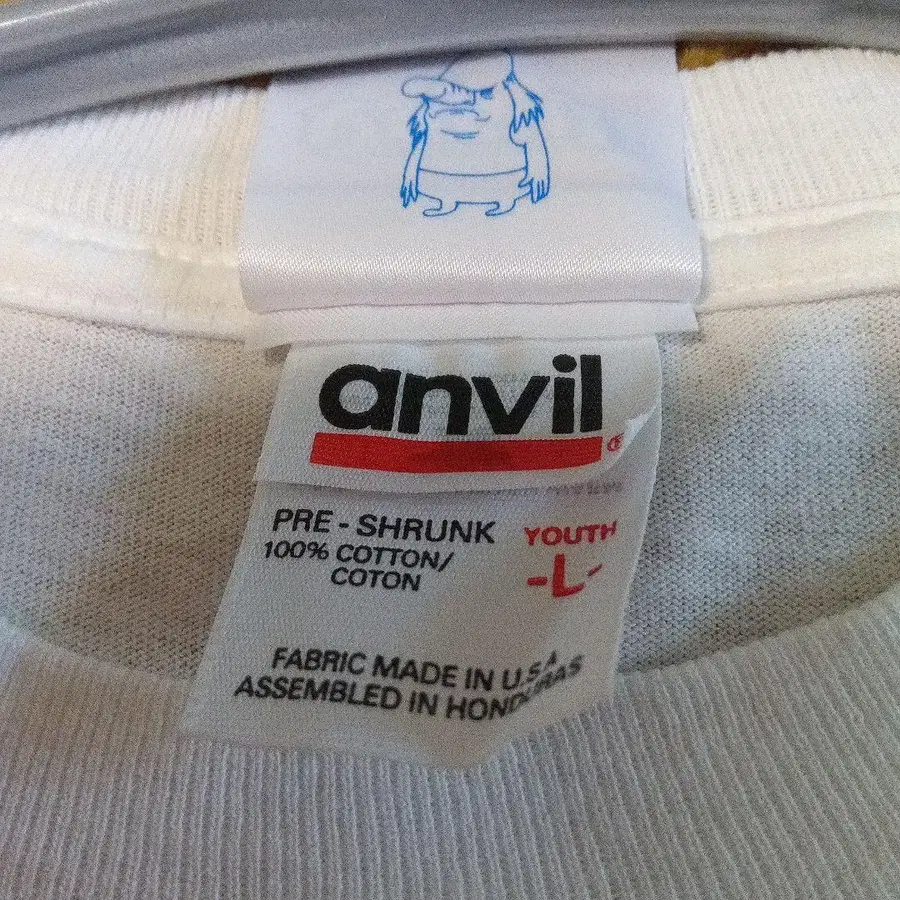 anvil
PRE - SHRUNK
100% COTTON/
COTON
YOUTH
-L-
FABRIC MADE IN U.S.A
ASSEMBLED IN HONDURAS